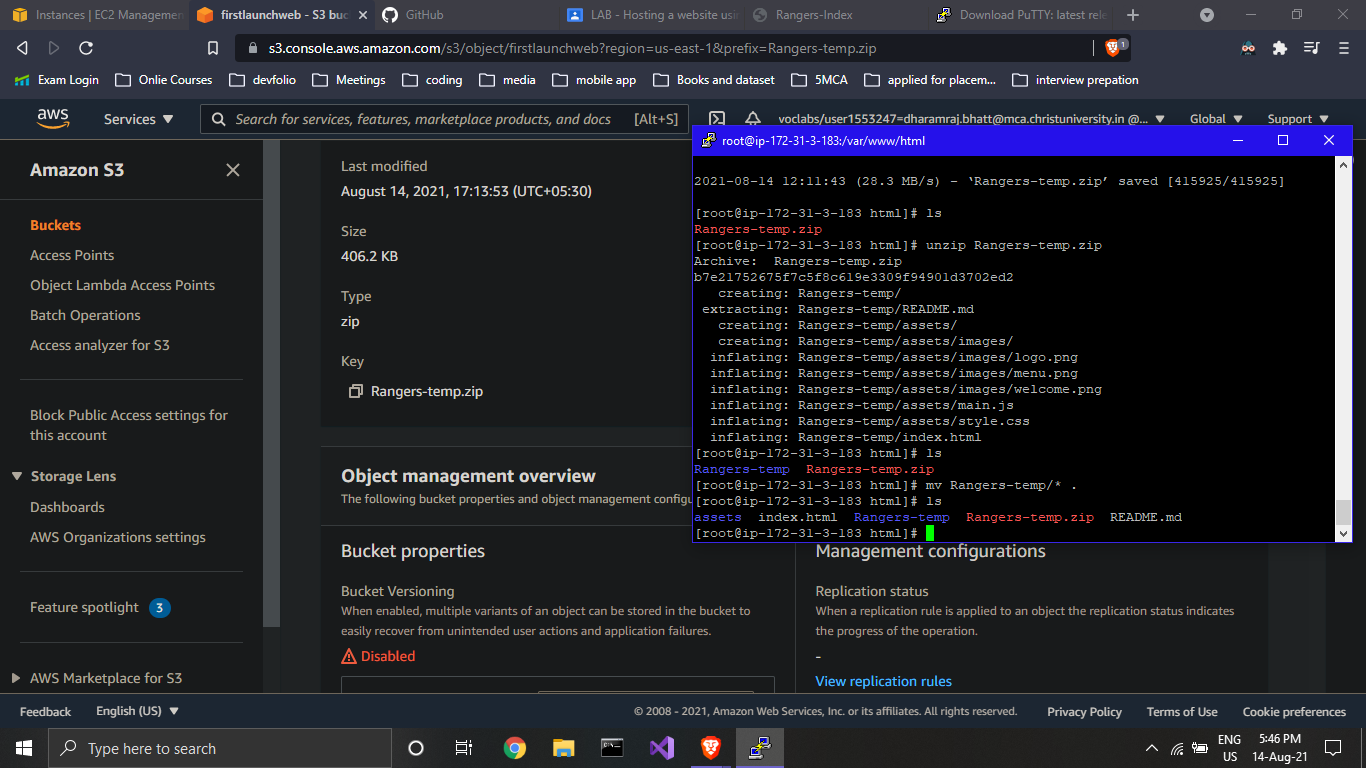 Instances | EC2 Managemen
firstlaunchweb - S3 buc
GitHub
LAB - Hosting a website usin
Rangers-Index
Download PuTTY: latest rele
s3.console.aws.amazon.com/s3/object/firstlaunchweb?region=us-east-1&prefix=Rangers-temp.zip
1
Exam Login
Onlie Courses
devfolio
Meetings
coding
media
mobile app
Books and dataset
5MCA
applied for placem...
interview prepation
aws
Services
Search for services, features, marketplace products, and docs
[Alt+S]
voclabs/user1553247=dharamraj.bhatt@mca.christuniversity.in @...
Global
Support
Amazon S3
Buckets
Access Points
Object Lambda Access Points
Batch Operations
Access analyzer for S3
Block Public Access settings for
this account
Storage Lens
Dashboards
AWS Organizations settings
Feature spotlight
3
AWS Marketplace for S3
Last modified
August 14, 2021, 17:13:53 (UTC+05:30)
Size
406.2 KB
Type
zip
Key
Rangers-temp.zip
Object management overview
The following bucket properties and object management configu
Bucket properties
Bucket Versioning
When enabled, multiple variants of an object can be stored in the bucket to
easily recover from unintended user actions and application failures.
Disabled
Management configurations
Replication status
When a replication rule is applied to an object the replication status indicates
the progress of the operation.
-
View replication rules
root@ip-172-31-3-183:/var/www/html
2021-08-14 12:11:43 (28.3 MB/s) - ‘Rangers-temp.zip’ saved [415925/415925]
[root@ip-172-31-3-183 html]# ls
Rangers-temp.zip
[root@ip-172-31-3-183 html]# unzip Rangers-temp.zip
Archive:  Rangers-temp.zip
b7e21752675f7c5f8c619e3309f94901d3702ed2
creating: Rangers-temp/
extracting: Rangers-temp/README.md
creating: Rangers-temp/assets/
creating: Rangers-temp/assets/images/
inflating: Rangers-temp/assets/images/logo.png
inflating: Rangers-temp/assets/images/menu.png
inflating: Rangers-temp/assets/images/welcome.png
inflating: Rangers-temp/assets/main.js
inflating: Rangers-temp/assets/style.css
inflating: Rangers-temp/index.html
[root@ip-172-31-3-183 html]# ls
Rangers-temp  Rangers-temp.zip
[root@ip-172-31-3-183 html]# mv Rangers-temp/* .
[root@ip-172-31-3-183 html]# ls
assets  index.html  Rangers-temp  Rangers-temp.zip  README.md
[root@ip-172-31-3-183 html]#
Feedback
English (US)
© 2008 - 2021, Amazon Web Services, Inc. or its affiliates. All rights reserved.
Privacy Policy
Terms of Use
Cookie preferences
Type here to search
ENG
US
5:46 PM
14-Aug-21